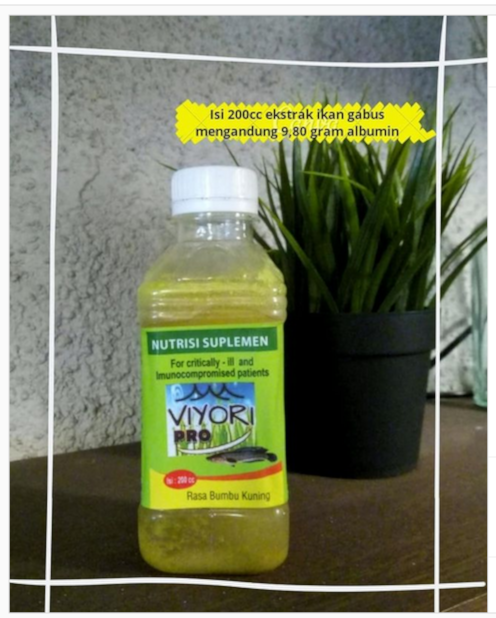 Isi 200cc ekstrak ikan gabus
mengandung 9,80 gram albumin
NUTRISI SUPLEMEN
For critically - ill and
Imunocompromised patients
VIYORI
PRO
Isi : 200 cc
Rasa Bumbu Kuning